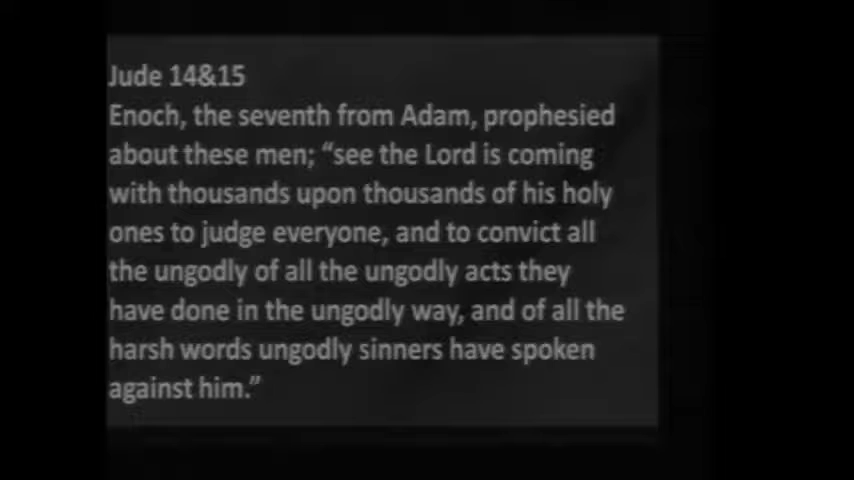 Jude 14&15
Enoch, the seventh from Adam, prophesied
about these men; “see the Lord is coming
with thousands upon thousands of his holy
ones to judge everyone, and to convict all
the ungodly of all the ungodly acts they
have done in the ungodly way, and of all the
harsh words ungodly sinners have spoken
against him.”